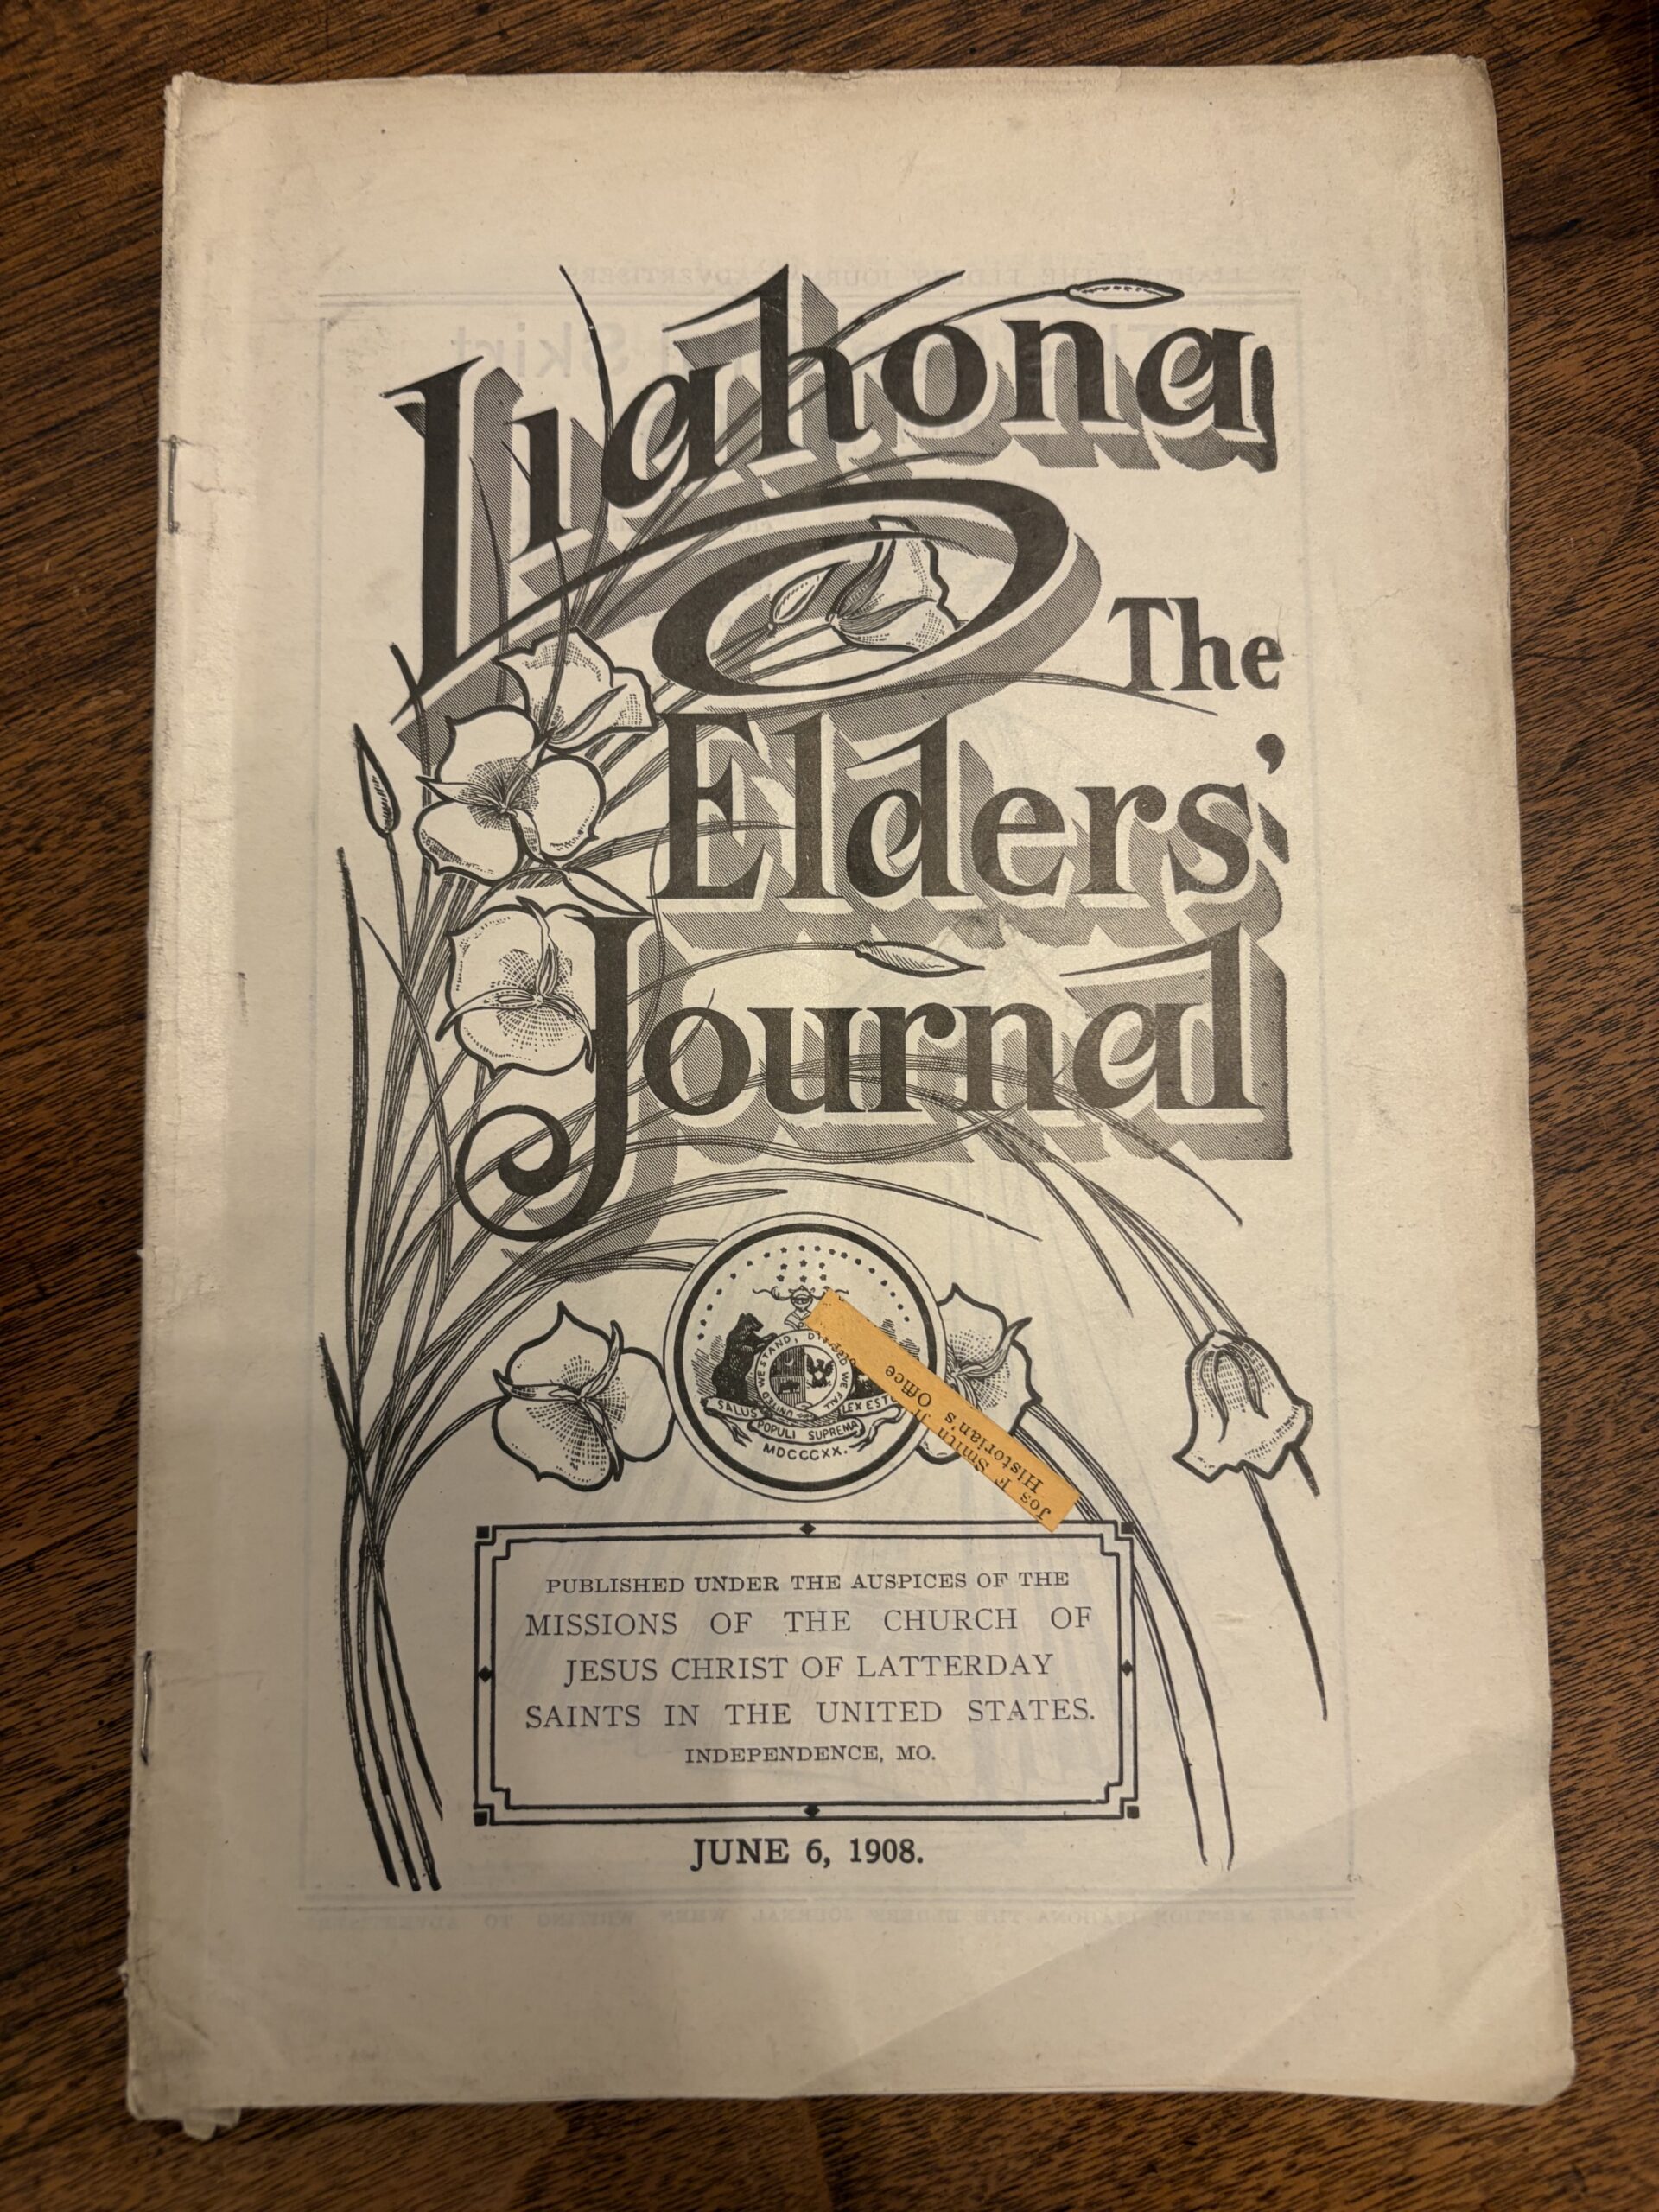 Liahona
The
Elders'
Journal
UNITED WE STAND, D WE FALL
SALUS
POPULI SUPREMA
LEX EST
MDCCCXX.
Jos F Smith Jr
Historian's Office
PUBLISHED UNDER THE AUSPICES OF THE
MISSIONS OF THE CHURCH OF
JESUS CHRIST OF LATTERDAY
SAINTS IN THE UNITED STATES.
INDEPENDENCE, MO.
JUNE 6, 1908.